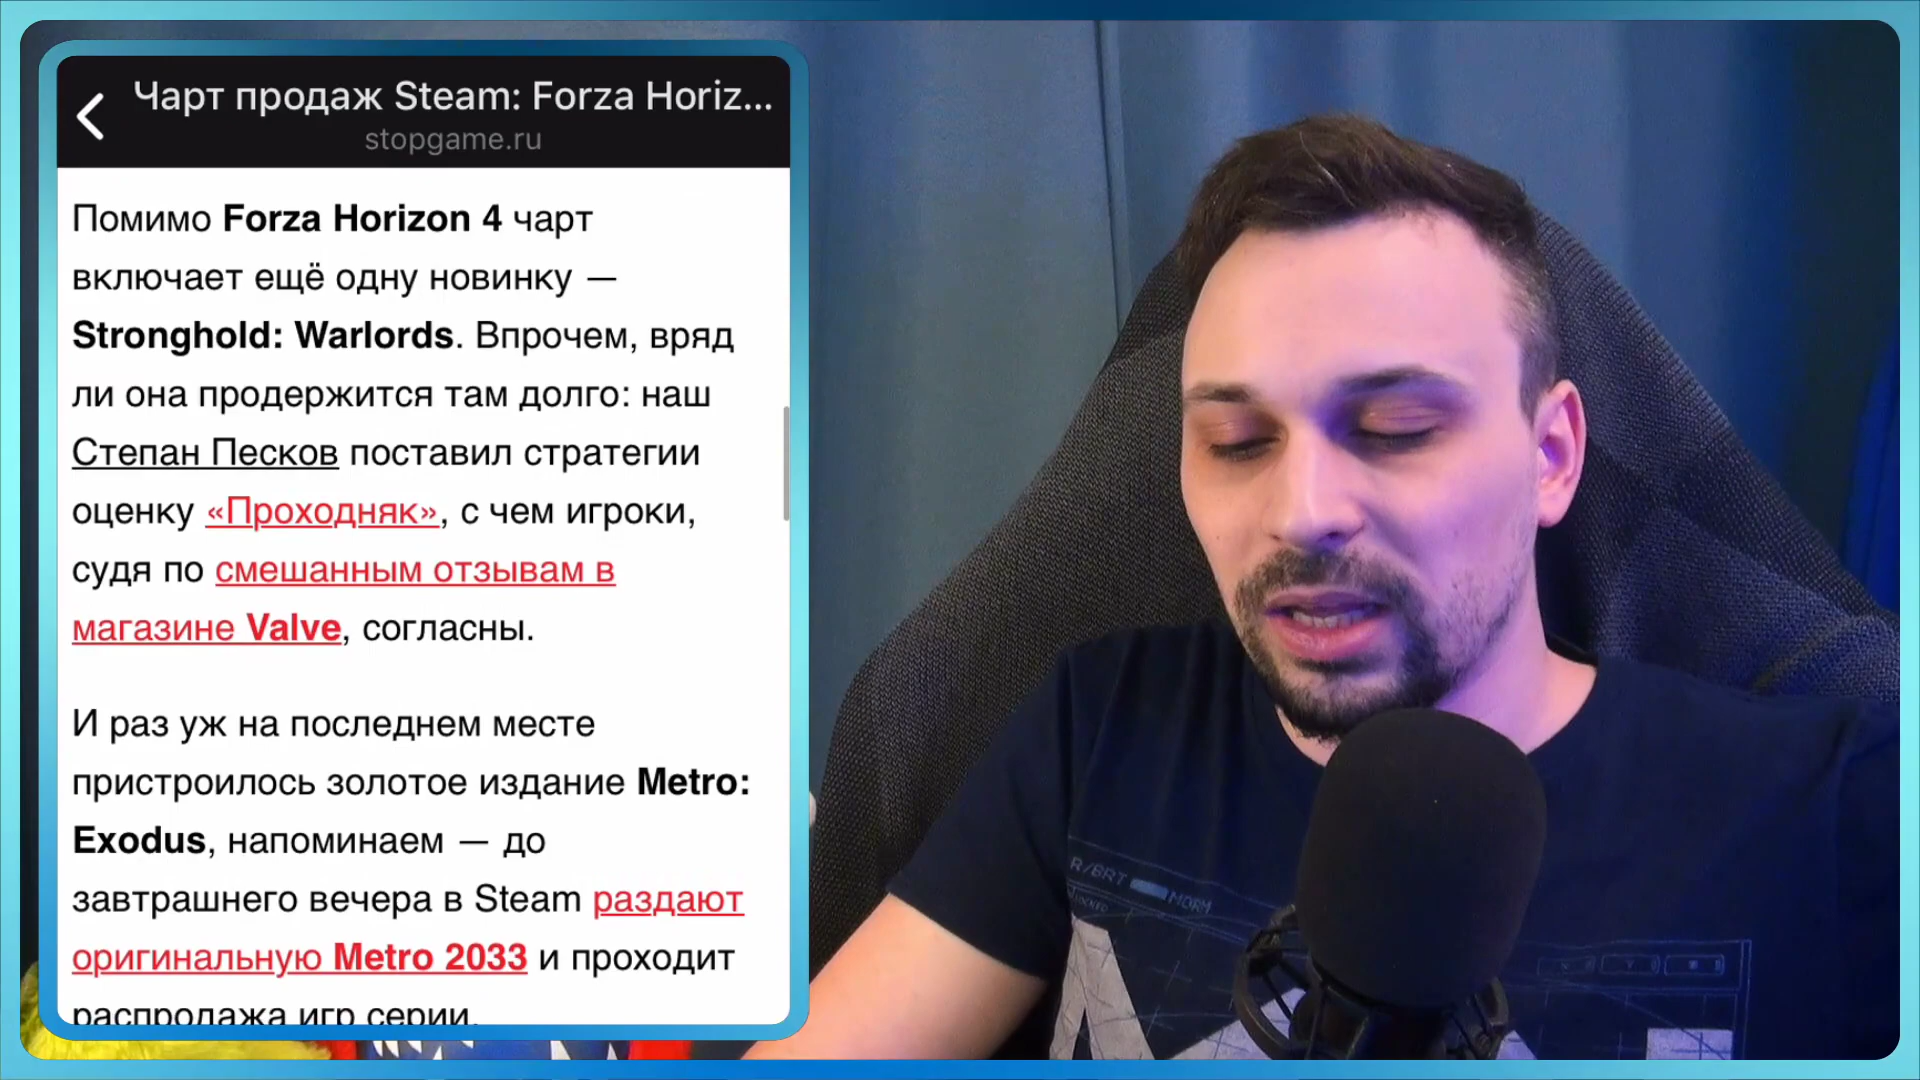 Чарт продаж Steam: Forza Horiz...
stopgame.ru
Помимо Forza Horizon 4 чарт
включает ещё одну новинку —
Stronghold: Warlords. Впрочем, вряд
ли она продержится там долго: наш
Степан Песков поставил стратегии
оценку «Проходняк», с чем игроки,
судя по смешанным отзывам в
магазине Valve, согласны.
И раз уж на последнем месте
пристроилось золотое издание Metro:
Exodus, напоминаем — до
завтрашнего вечера в Steam раздают
оригинальную Metro 2033 и проходит
распродажа игр серии.
R/BRT
NORM